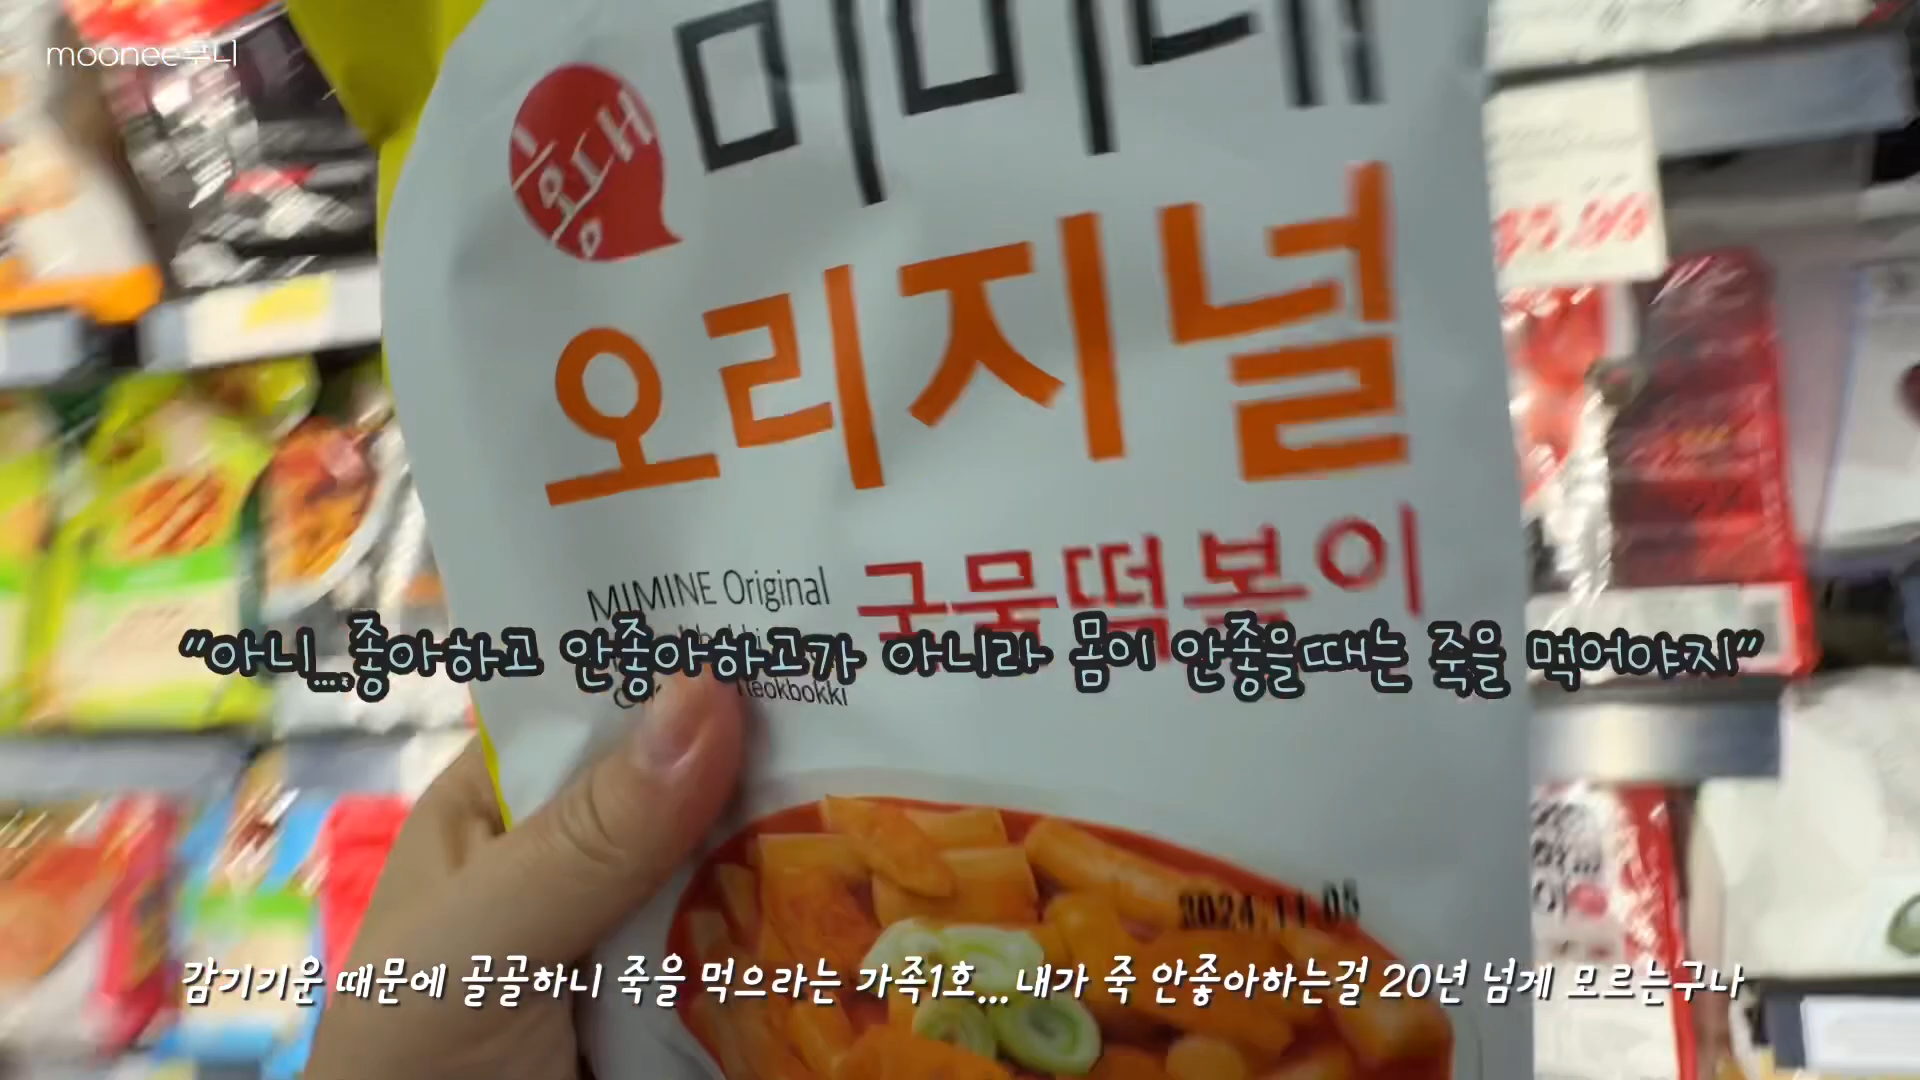 moonee무니
홍대
미미네
오리지널
MIMINE Original
국물떡볶이
$5.99
"아니...좋아하고 안좋아하고가 아니라 몸이 안좋을때는 죽을 먹어야지"
2024.11.05
감기기운 때문에 골골하니 죽을 먹으라는 가족1호...내가 죽 안좋아하는걸 20년 넘게 모르는구나